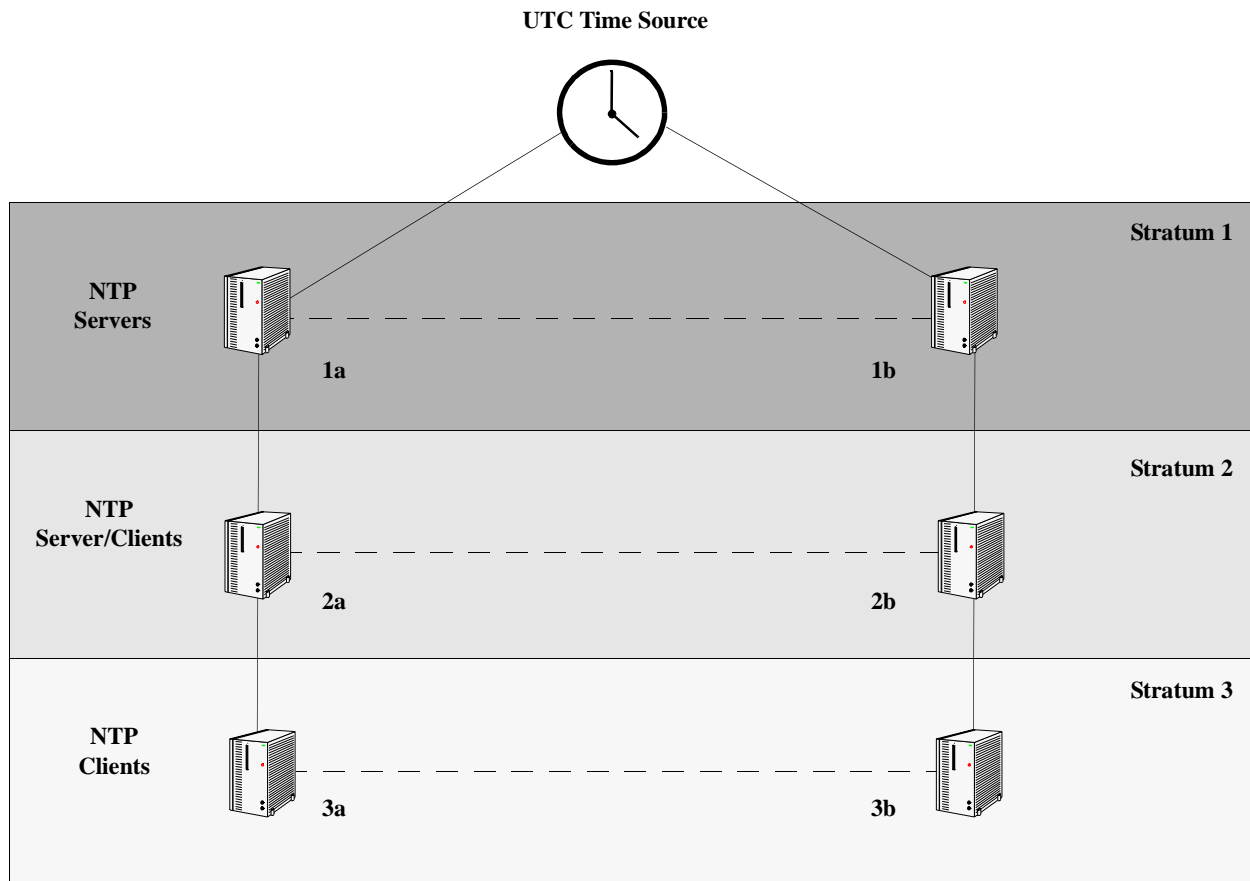 UTC Time Source
Stratum 1
NTP
Servers
1a
1b
Stratum 2
NTP
Server/Clients
2a
2b
Stratum 3
NTP
Clients
3a
3b